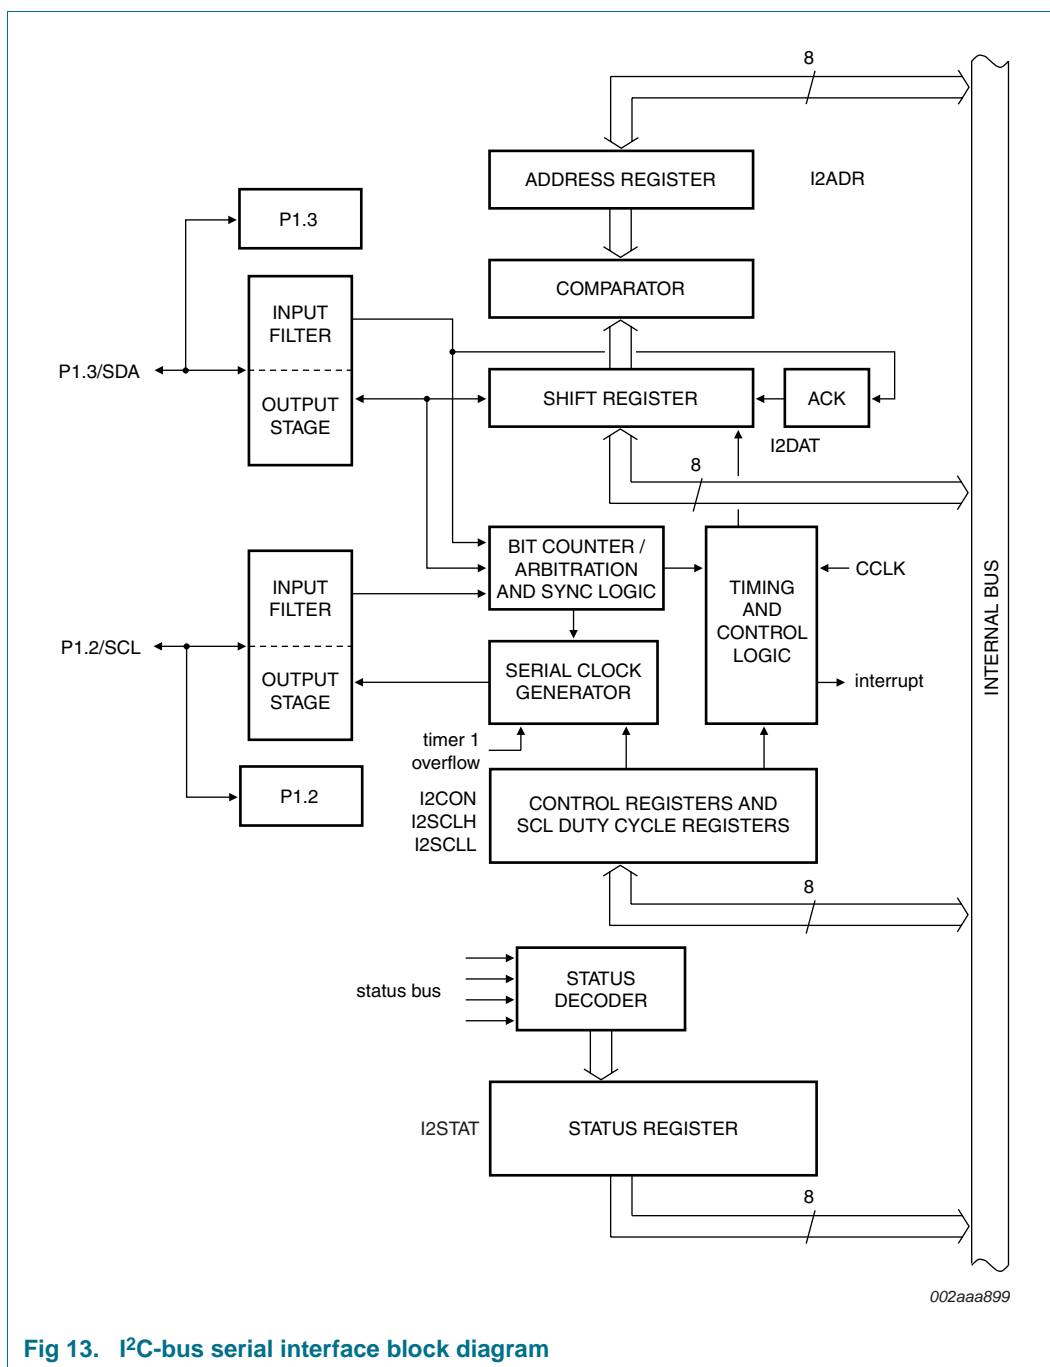 8
ADDRESS REGISTER
I2ADR
P1.3
COMPARATOR
INPUT
FILTER
P1.3/SDA
OUTPUT
STAGE
SHIFT REGISTER
ACK
I2DAT
8
BIT COUNTER /
ARBITRATION
AND SYNC LOGIC
INPUT
FILTER
TIMING
AND
CONTROL
LOGIC
CCLK
INTERNAL BUS
P1.2/SCL
OUTPUT
STAGE
SERIAL CLOCK
GENERATOR
interrupt
timer 1
overflow
P1.2
I2CON
I2SCLH
I2SCLL
CONTROL REGISTERS AND
SCL DUTY CYCLE REGISTERS
8
status bus
STATUS
DECODER
I2STAT
STATUS REGISTER
8
002aaa899
Fig 13. I2C-bus serial interface block diagram